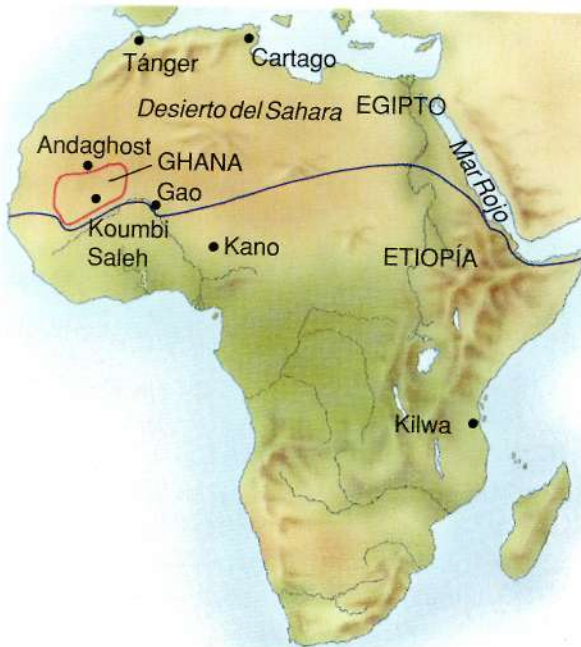 Tánger
Cartago
Desierto del Sahara
EGIPTO
Mar Rojo
Andaghost
GHANA
Gao
Koumbi
Saleh
Kano
ETIOPÍA
Kilwa